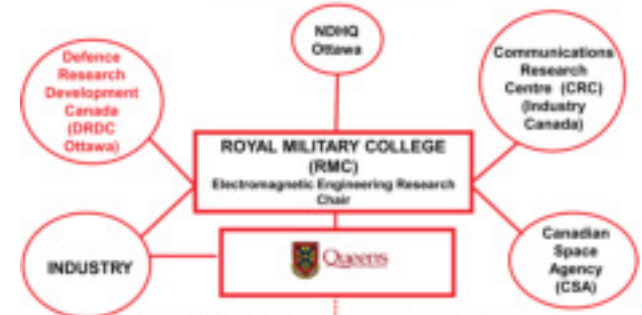 NDHQ
Ottawa
Defence
Research
Development
Canada
(DRDC
Ottawa)
Communications
Research
Centre (CRC)
(Industry
Canada)
ROYAL MILITARY COLLEGE
(RMC)
Electromagnetic Engineering Research
Chair
INDUSTRY
Queens
Canadian
Space
Agency
(CSA)